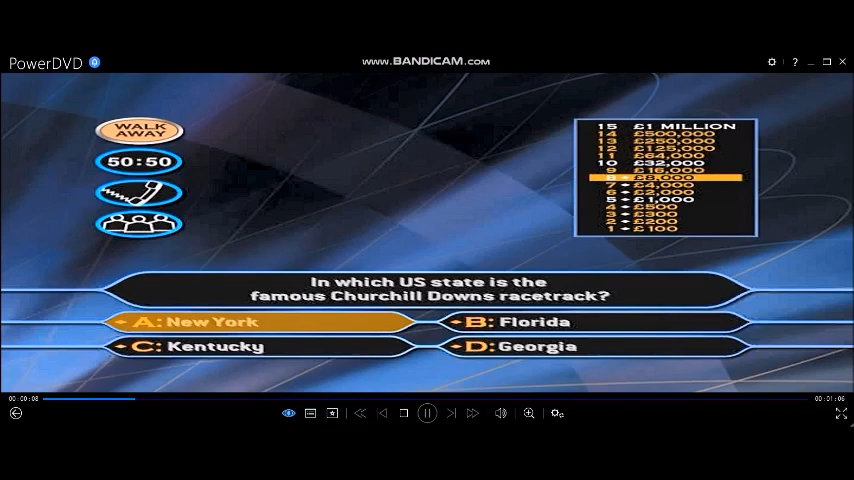 PowerDVD
www.BANDICAM.com
?
WALK
AWAY
50:50
15 £1 MILLION
14 £500,000
13 £250,000
12 £125,000
11 £64,000
10 £32,000
9 £16,000
8 £8,000
7 £4,000
6 £2,000
5 £1,000
4 £500
3 £300
2 £200
1 £100
In which US state is the
famous Churchill Downs racetrack?
A: New York
B: Florida
C: Kentucky
D: Georgia
00:00:08
00:01:06